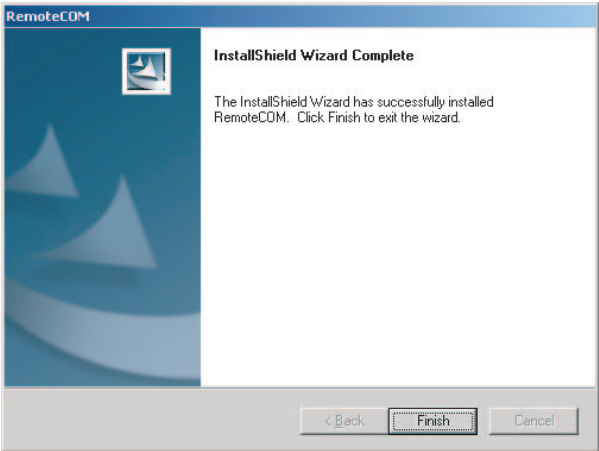 RemoteCOM
InstallShield Wizard Complete
The InstallShield Wizard has successfully installed
RemoteCOM. Click Finish to exit the wizard.
< Back
Finish
Cancel